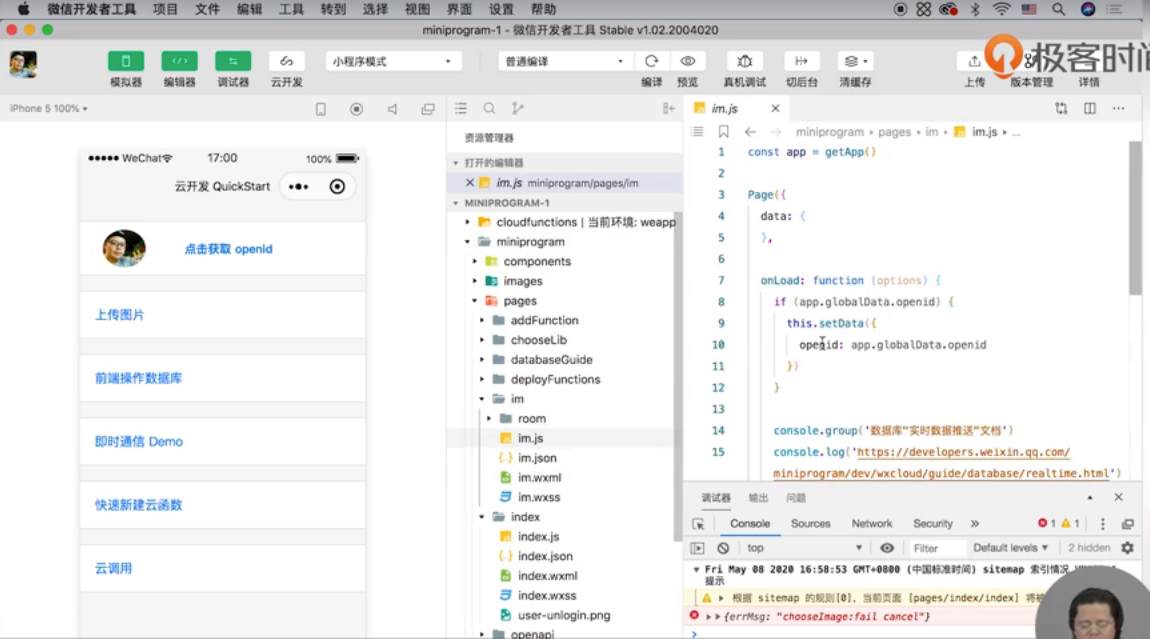 微信开发者工具 项目 文件 编辑 工具 转到 选择 视图 界面 设置 帮助
miniprogram-1 - 微信开发者工具 Stable v1.02.2004020
小程序模式 普通编译
模拟器 编辑器 调试器 云开发 编译 预览 真机调试 切后台 清缓存 上传 版本管理 详情
极客时间
iPhone 5 100%
WeChat 17:00 100%
云开发 QuickStart
点击获取 openid
上传图片
前端操作数据库
即时通信 Demo
快速新建云函数
云调用
资源管理器
打开的编辑器
im.js miniprogram/pages/im
MINIPROGRAM-1
cloudfunctions | 当前环境: weapp
miniprogram
components
images
pages
addFunction
chooseLib
databaseGuide
deployFunctions
im
room
im.js
im.json
im.wxml
im.wxss
index
index.js
index.json
index.wxml
index.wxss
user-unlogin.png
openapi
im.js
miniprogram pages im im.js ...
1 const app = getApp()
2
3 Page({
4 data: {
5 },
6
7 onLoad: function (options) {
8 if (app.globalData.openid) {
9 this.setData({
10 openid: app.globalData.openid
11 })
12 }
13
14 console.group('数据库"实时数据推送"文档')
15 console.log('https://developers.weixin.qq.com/
miniprogram/dev/wxcloud/guide/database/realtime.html')
调试器 输出 问题
Console Sources Network Security 1 1
top Filter Default levels 2 hidden
Fri May 08 2020 16:58:53 GMT+0800 (中国标准时间) sitemap 索引情况
提示
根据 sitemap 的规则[0]，当前页面 [pages/index/index] 将被
{errMsg: "chooseImage:fail cancel"}